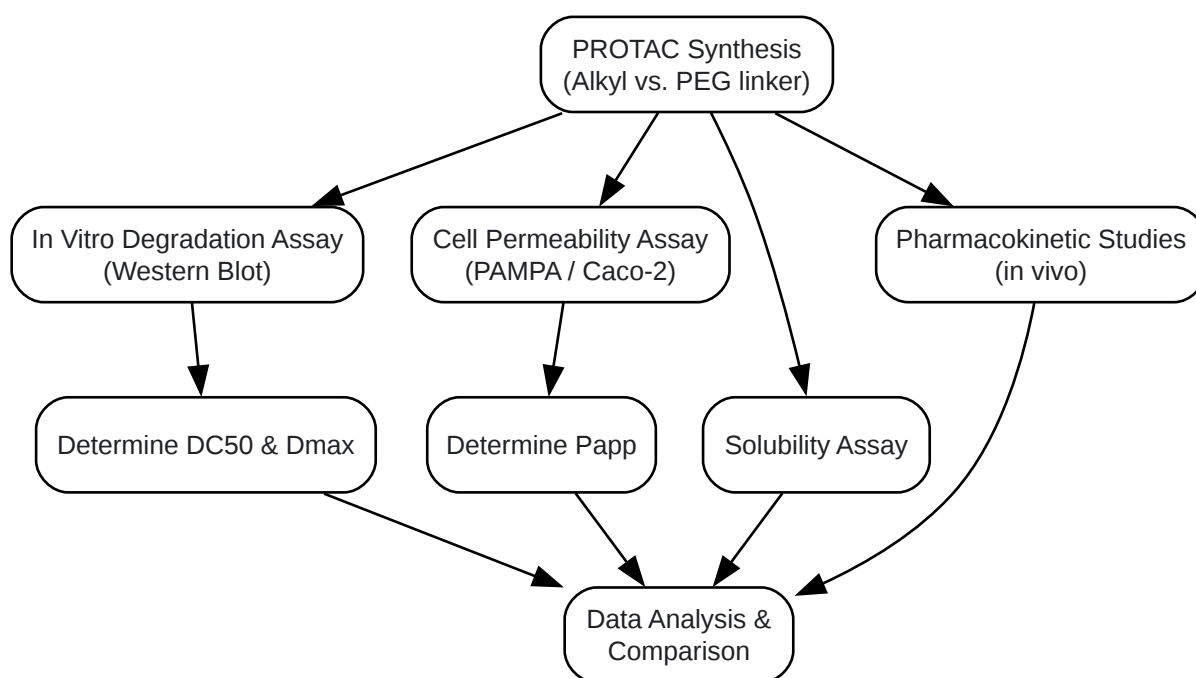 PROTAC Synthesis
(Alkyl vs. PEG linker)
In Vitro Degradation Assay
(Western Blot)
Cell Permeability Assay
(PAMPA / Caco-2)
Pharmacokinetic Studies
(in vivo)
Determine DC50 & Dmax
Determine Papp
Solubility Assay
Data Analysis &
Comparison